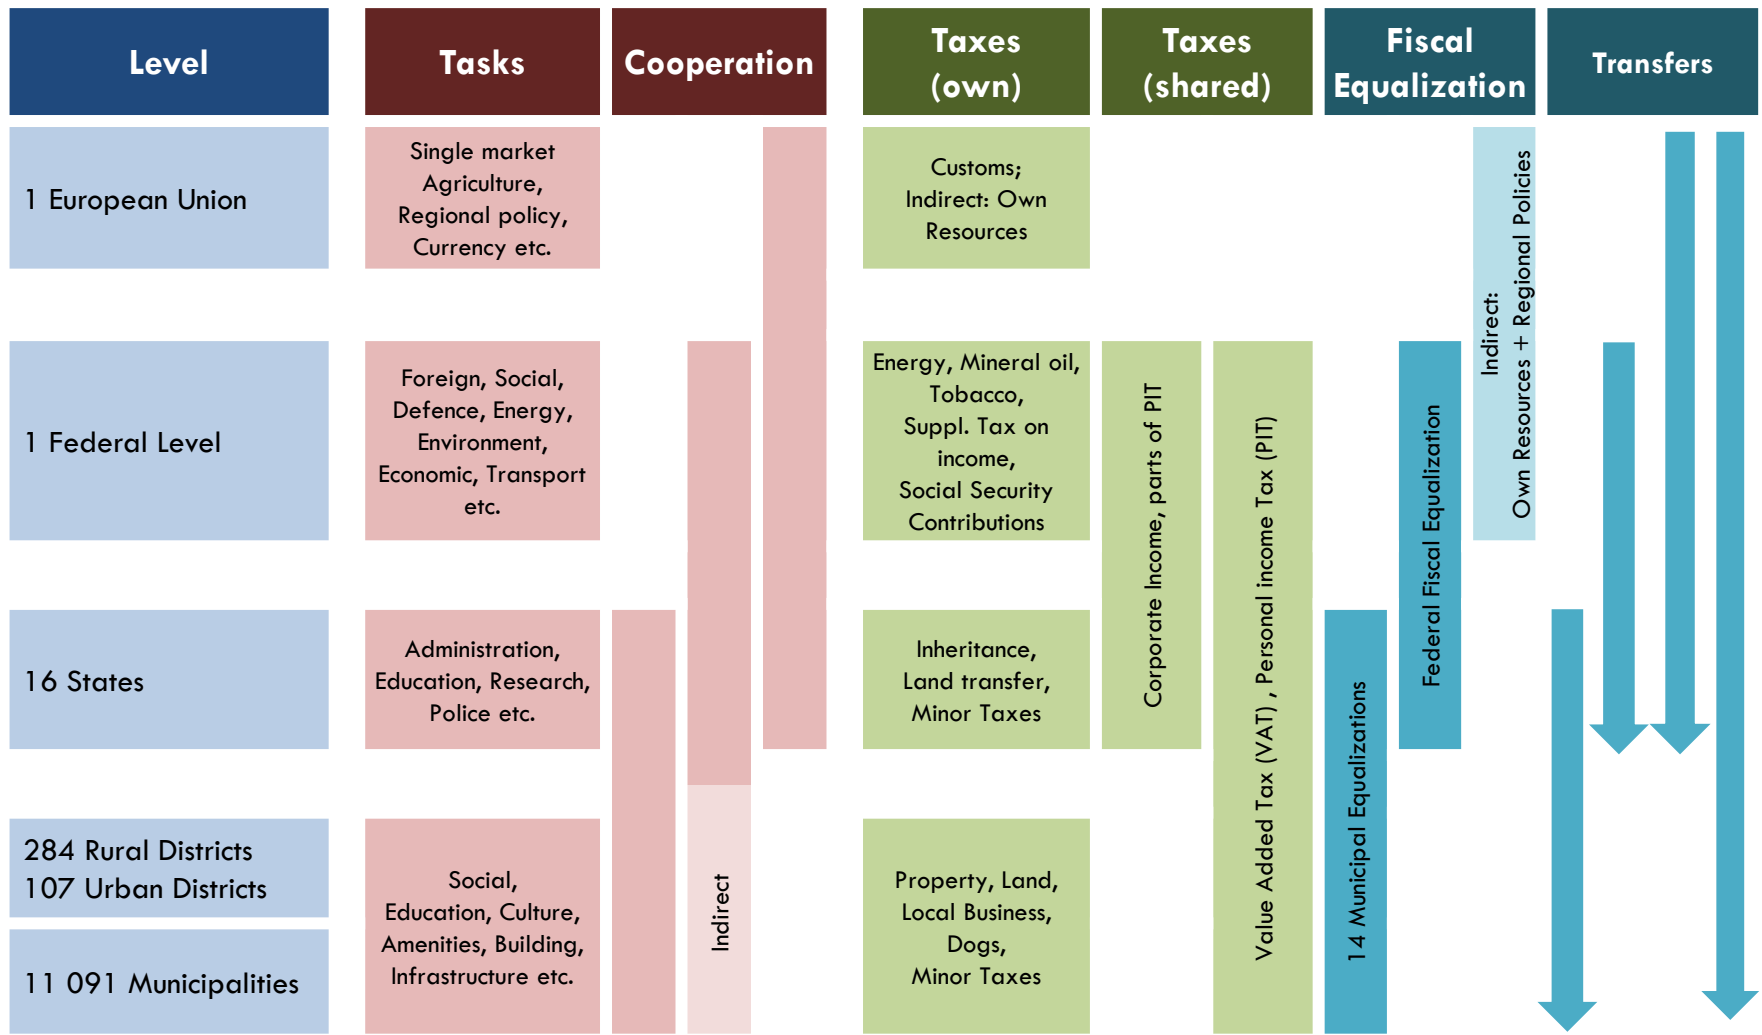 Level
Tasks
Cooperation
Taxes
(own)
Taxes
(shared)
Fiscal
Equalization
Transfers
1 European Union
Single market
Agriculture,
Regional policy,
Currency etc.
Customs;
Indirect: Own
Resources
Indirect:
Own Resources + Regional Policies
1 Federal Level
Foreign, Social,
Defence, Energy,
Environment,
Economic, Transport
etc.
Energy, Mineral oil,
Tobacco,
Suppl. Tax on
income,
Social Security
Contributions
Corporate Income, parts of PIT
Value Added Tax (VAT) , Personal income Tax (PIT)
Federal Fiscal Equalization
16 States
Administration,
Education, Research,
Police etc.
Inheritance,
Land transfer,
Minor Taxes
14 Municipal Equalizations
284 Rural Districts
107 Urban Districts
11 091 Municipalities
Social,
Education, Culture,
Amenities, Building,
Infrastructure etc.
Indirect
Property, Land,
Local Business,
Dogs,
Minor Taxes